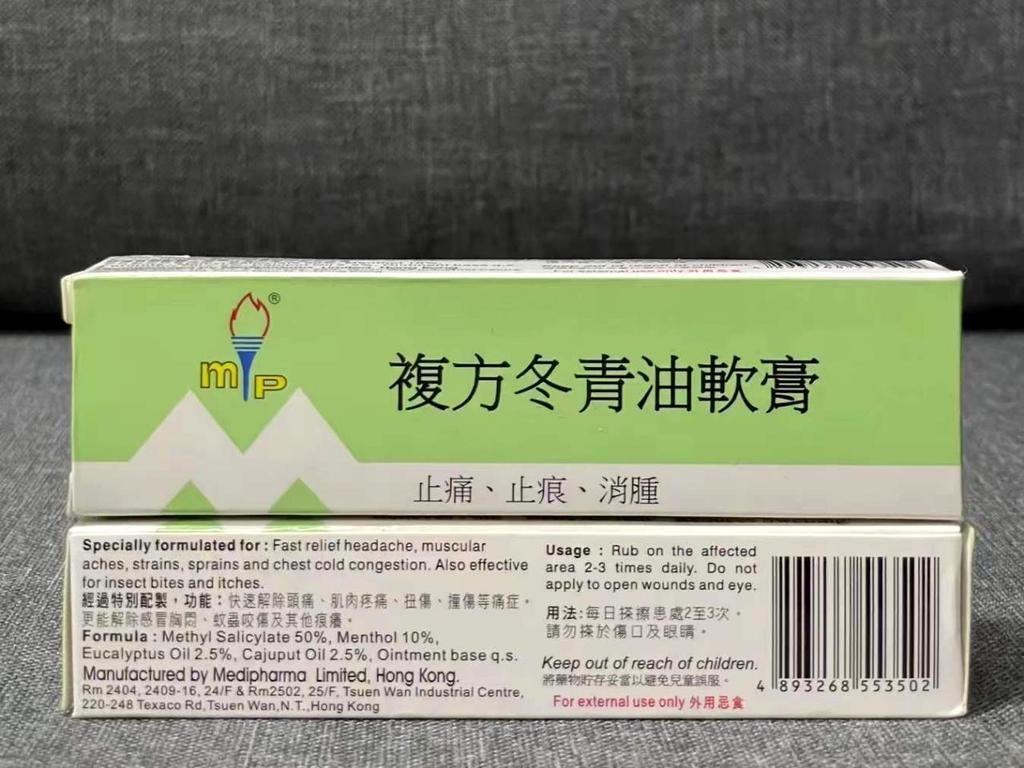 For external use only 外用忌食
®
mp
複方冬青油軟膏
止痛、止痕、消腫
Specially formulated for : Fast relief headache, muscular
aches, strains, sprains and chest cold congestion. Also effective
for insect bites and itches.
經過特別配製，功能：快速解除頭痛、肌肉疼痛、扭傷、撞傷等痛症。
更能解除感冒胸悶、蚊蟲咬傷及其他痕癢。
Formula : Methyl Salicylate 50%, Menthol 10%,
Eucalyptus Oil 2.5%, Cajuput Oil 2.5%, Ointment base q.s.
Manufactured by Medipharma Limited, Hong Kong.
Rm 2404, 2409-16, 24/F & Rm2502, 25/F, Tsuen Wan Industrial Centre,
220-248 Texaco Rd,Tsuen Wan,N.T.,Hong Kong
Usage : Rub on the affected
area 2-3 times daily. Do not
apply to open wounds and eye.
用法:每日搽擦患處2至3次。
請勿搽於傷口及眼睛。
Keep out of reach of children.
將藥物貯存妥當以避免兒童誤服。
For external use only 外用忌食
4 893268 553502